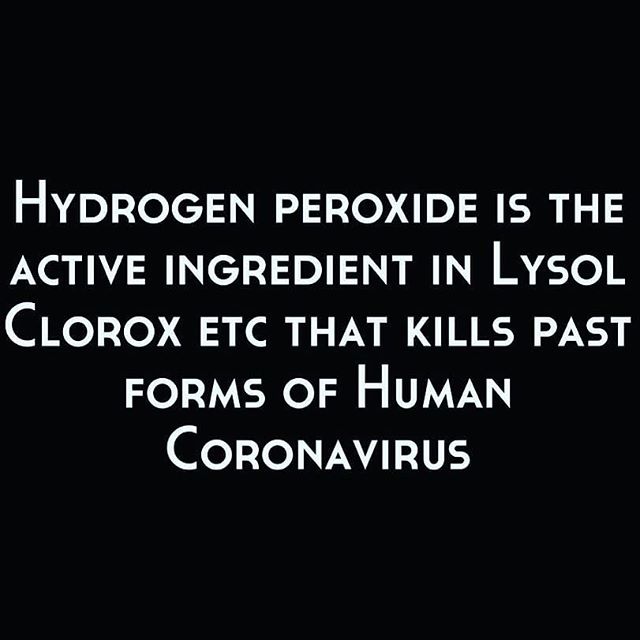 Hydrogen peroxide is the
active ingredient in Lysol
Clorox etc that kills past
forms of Human
Coronavirus